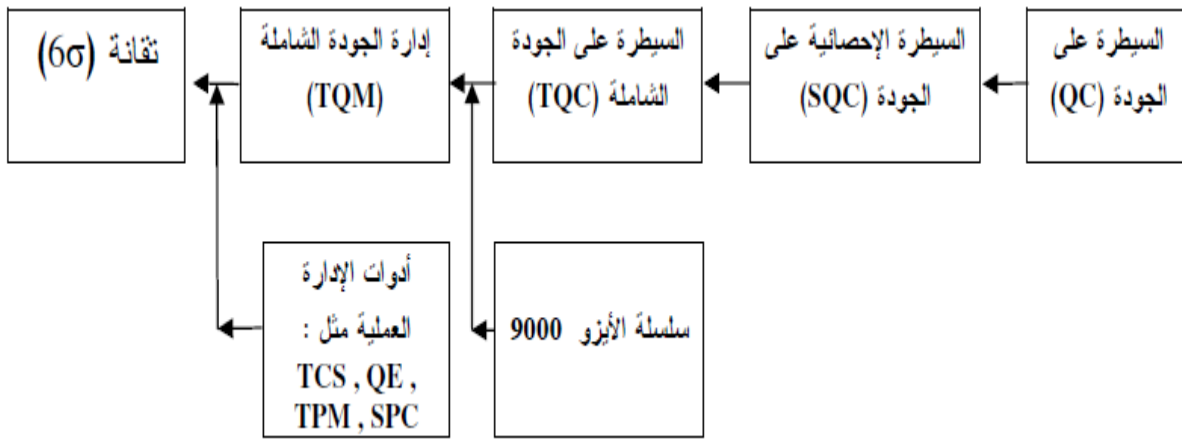 السيطرة على
الجودة (QC)
السيطرة الإحصائية على
الجودة (SQC)
السيطرة على الجودة
الشاملة (TQC)
إدارة الجودة الشاملة
(TQM)
تقانة (6σ)
سلسلة الأيزو 9000
أدوات الإدارة
العملية مثل :
TCS , QE ,
TPM , SPC